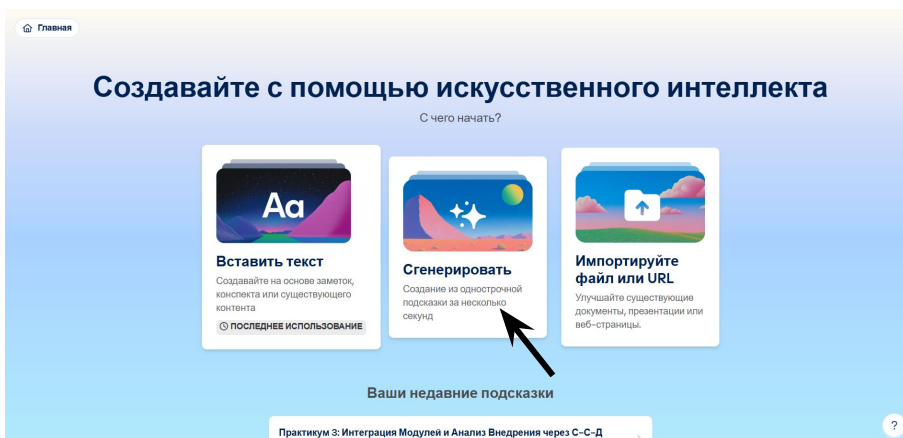 Главная
Создавайте с помощью искусственного интеллекта
С чего начать?
Aa
Вставить текст
Создавайте на основе заметок,
конспекта или существующего
контента
ПОСЛЕДНЕЕ ИСПОЛЬЗОВАНИЕ
Сгенерировать
Создание из однострочной
подсказки за несколько
секунд
Импортируйте
файл или URL
Улучшайте существующие
документы, презентации или
веб-страницы.
Ваши недавние подсказки
Практикум 3: Интеграция Модулей и Анализ Внедрения через С-С-Д
?